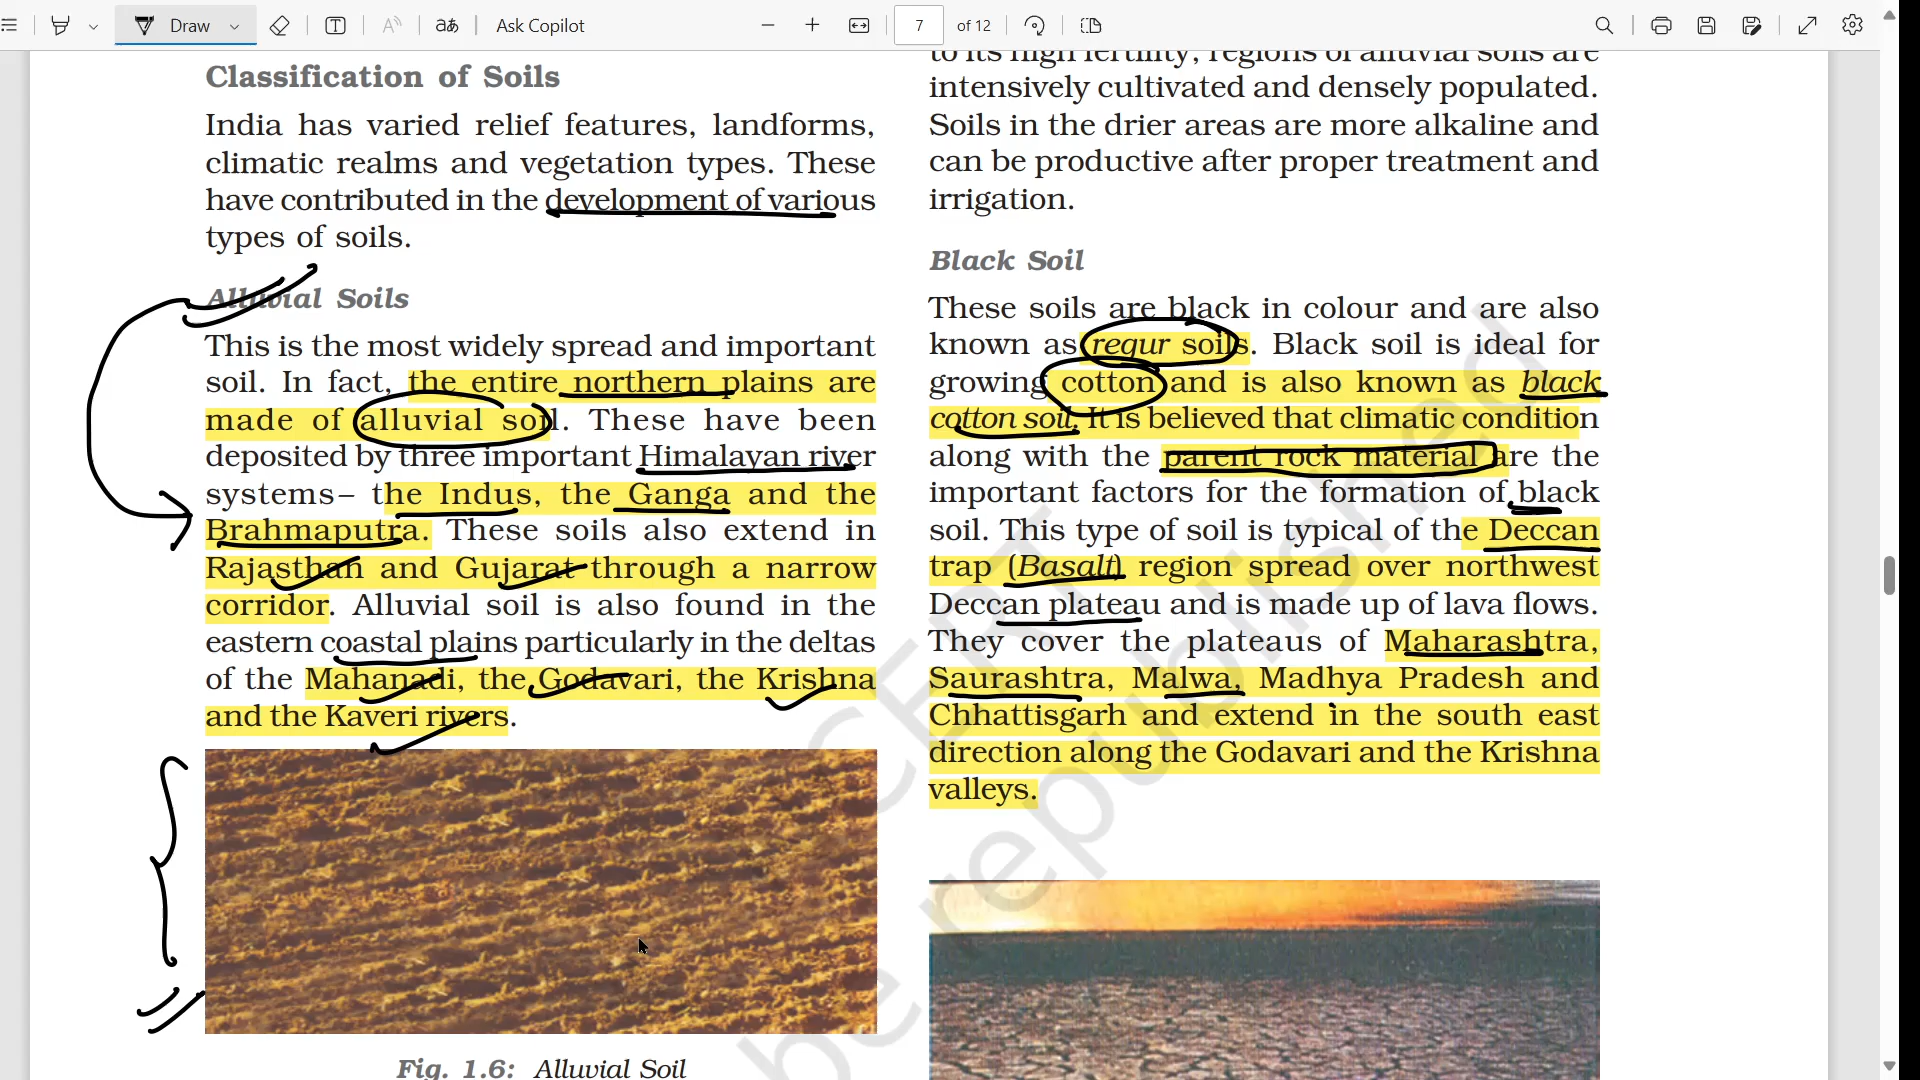 Draw
Ask Copilot
7 of 12
Classification of Soils
India has varied relief features, landforms,
climatic realms and vegetation types. These
have contributed in the development of various
types of soils.
Alluvial Soils
This is the most widely spread and important
soil. In fact, the entire northern plains are
made of alluvial soil. These have been
deposited by three important Himalayan river
systems– the Indus, the Ganga and the
Brahmaputra. These soils also extend in
Rajasthan and Gujarat through a narrow
corridor. Alluvial soil is also found in the
eastern coastal plains particularly in the deltas
of the Mahanadi, the Godavari, the Krishna
and the Kaveri rivers.
Fig. 1.6: Alluvial Soil
to its high fertility, regions of alluvial soils are
intensively cultivated and densely populated.
Soils in the drier areas are more alkaline and
can be productive after proper treatment and
irrigation.
Black Soil
These soils are black in colour and are also
known as regur soils. Black soil is ideal for
growing cotton and is also known as black
cotton soil. It is believed that climatic condition
along with the parent rock material are the
important factors for the formation of black
soil. This type of soil is typical of the Deccan
trap (Basalt) region spread over northwest
Deccan plateau and is made up of lava flows.
They cover the plateaus of Maharashtra,
Saurashtra, Malwa, Madhya Pradesh and
Chhattisgarh and extend in the south east
direction along the Godavari and the Krishna
valleys.
be republished